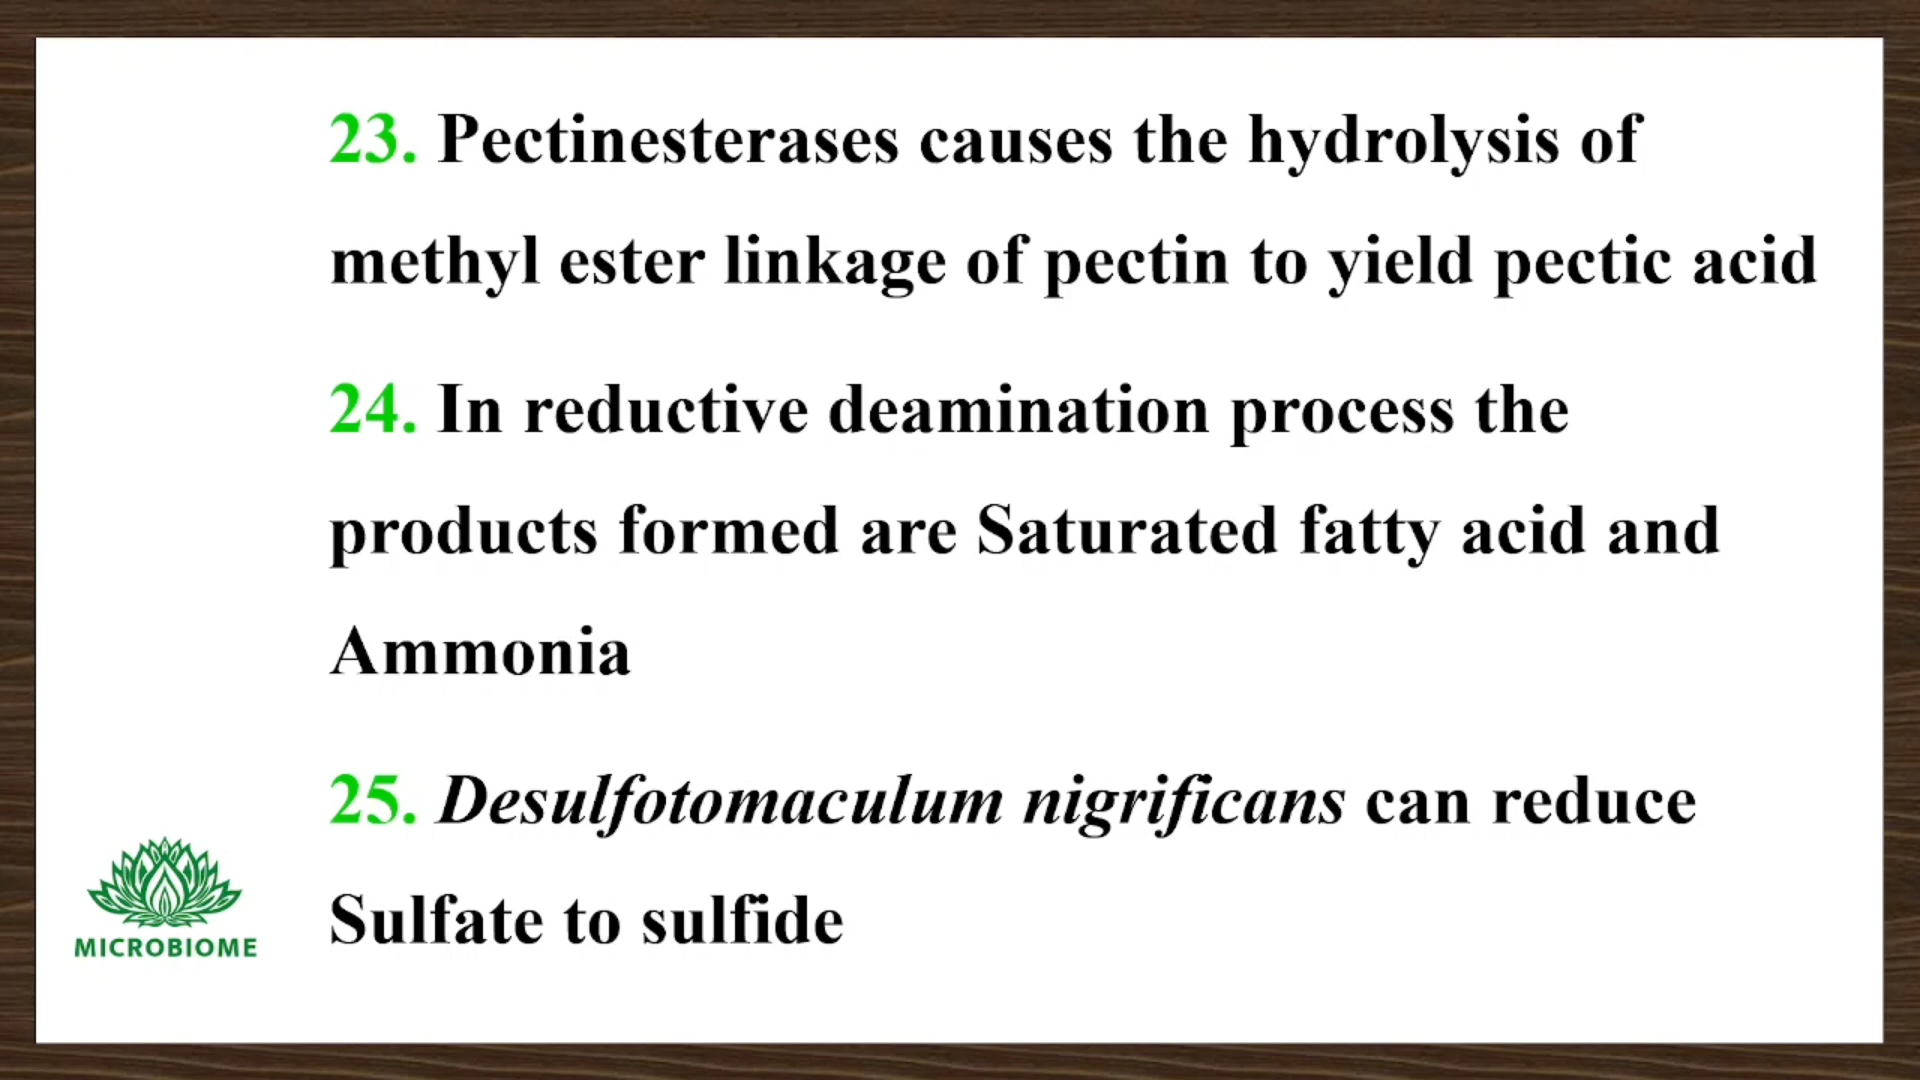 23. Pectinesterases causes the hydrolysis of
methyl ester linkage of pectin to yield pectic acid
24. In reductive deamination process the
products formed are Saturated fatty acid and
Ammonia
25. Desulfotomaculum nigrificans can reduce
Sulfate to sulfide
MICROBIOME